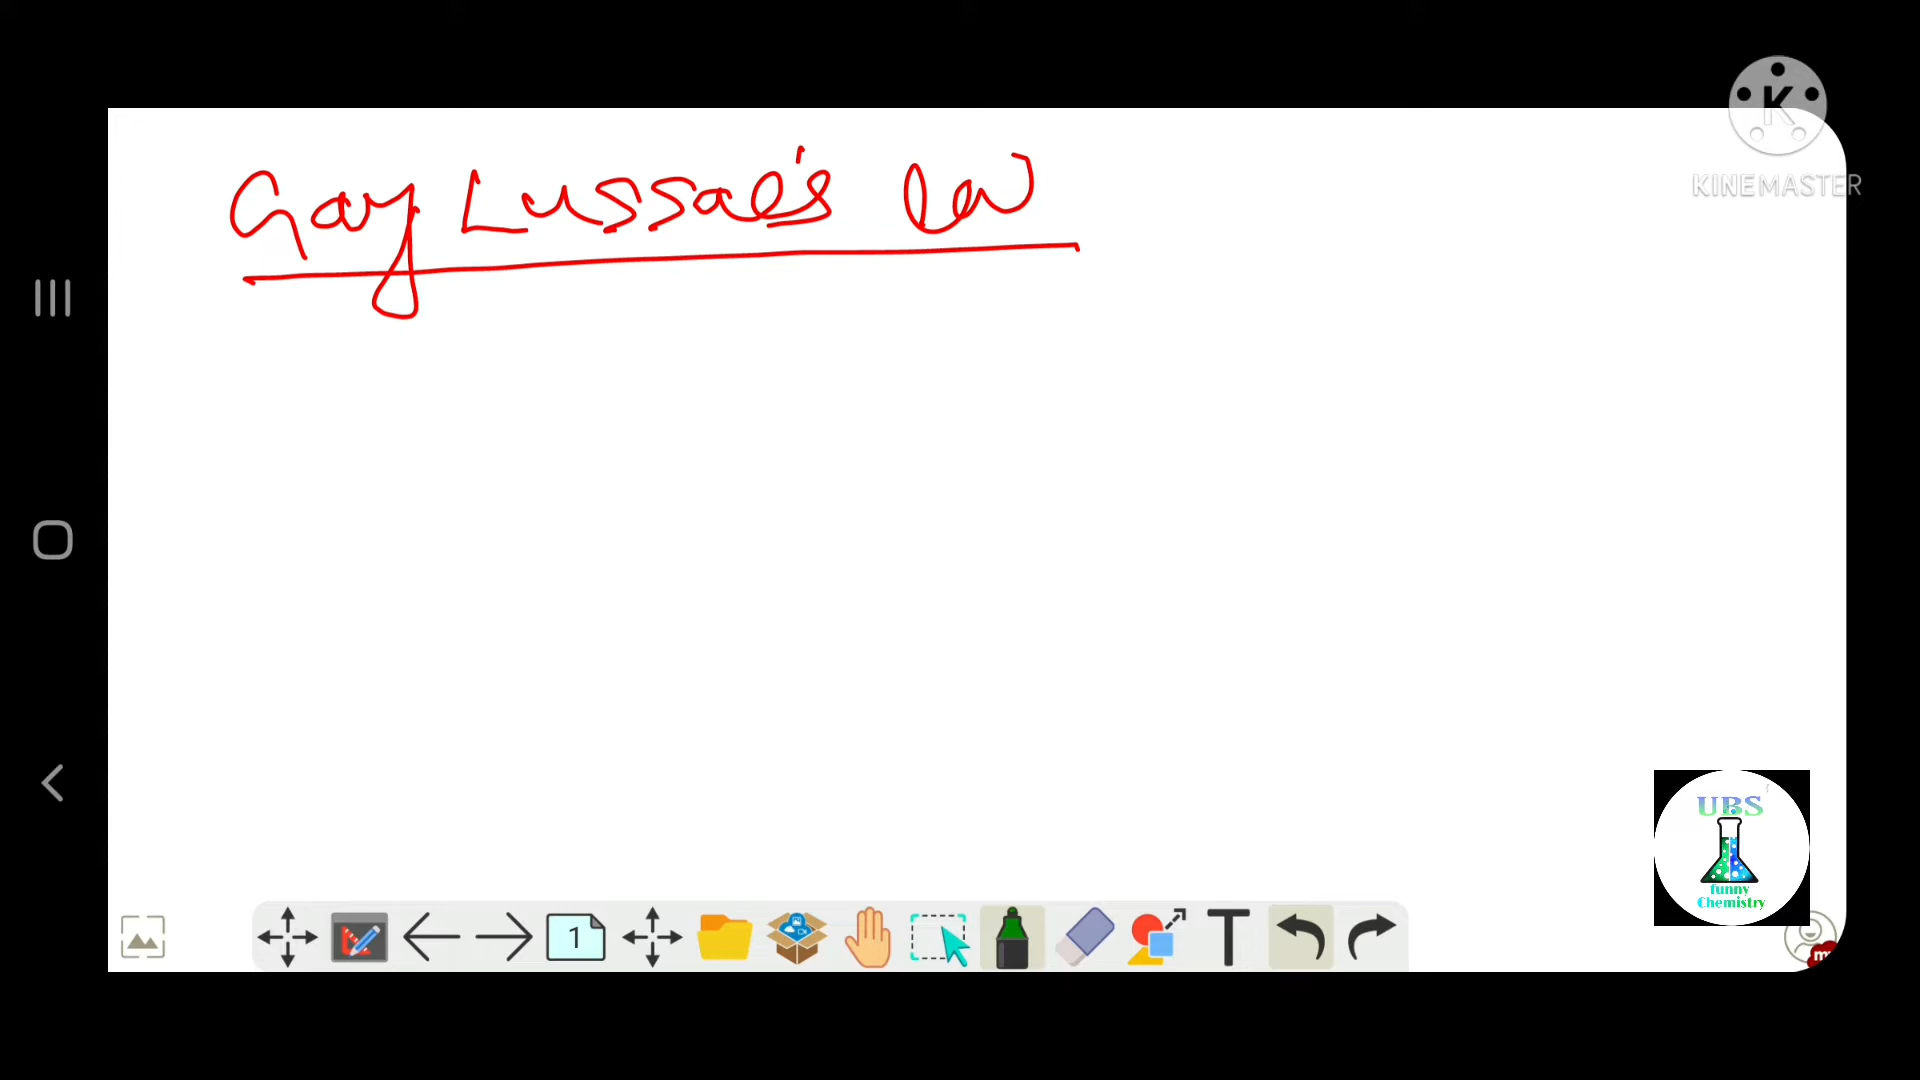 Gay Lussac's law
K
KINEMASTER
1
T
UBS
funny
Chemistry
m